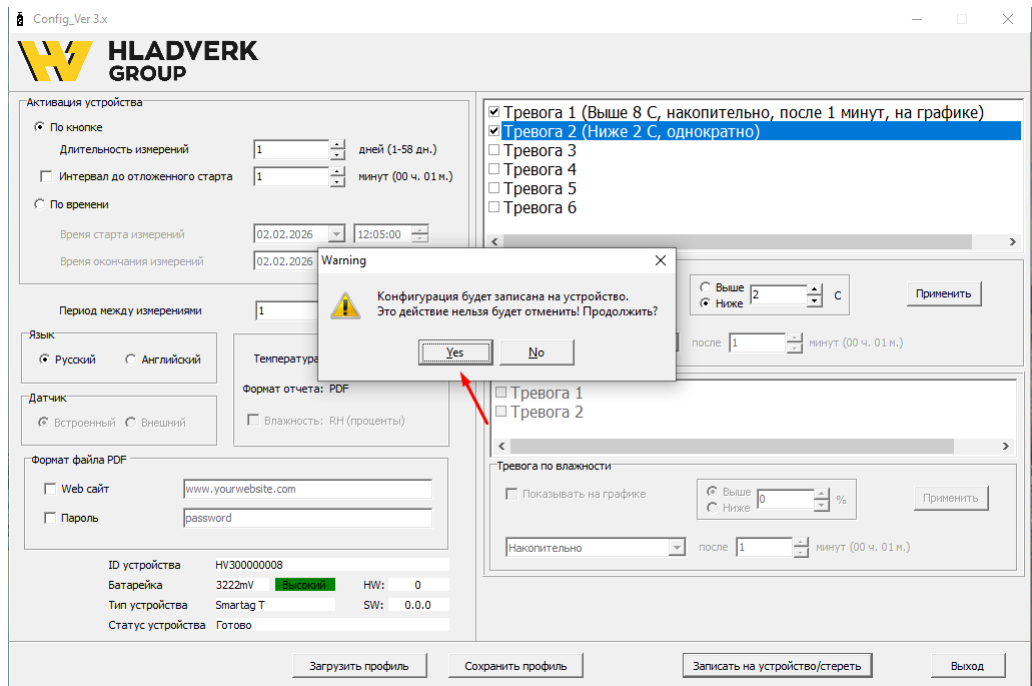 Config_Ver 3.x
HLADVERK
GROUP
Активация устройства
По кнопке
Длительность измерений 1 дней (1-58 дн.)
Интервал до отложенного старта 1 минут (00 ч. 01 м.)
По времени
Время старта измерений 02.02.2026 12:05:00
Время окончания измерений 02.02.2026
Период между измерениями 1
Язык
Русский Английский
Температура
Формат отчета: PDF
Влажность: RH (проценты)
Датчик
Встроенный Внешний
Формат файла PDF
Web сайт www.yourwebsite.com
Пароль password
ID устройства HV300000008
Батарейка 3222mV Высокий HW: 0
Тип устройства Smartag T SW: 0.0.0
Статус устройства Готово
Тревога 1 (Выше 8 C, накопительно, после 1 минут, на графике)
Тревога 2 (Ниже 2 C, однократно)
Тревога 3
Тревога 4
Тревога 5
Тревога 6
Выше
Ниже 2 C Применить
после 1 минут (00 ч. 01 м.)
Warning
Конфигурация будет записана на устройство.
Это действие нельзя будет отменить! Продолжить?
Yes No
Тревога 1
Тревога 2
Тревога по влажности
Показывать на графике
Выше
Ниже 0 % Применить
Накопительно после 1 минут (00 ч. 01 м.)
Загрузить профиль Сохранить профиль Записать на устройство/стереть Выход